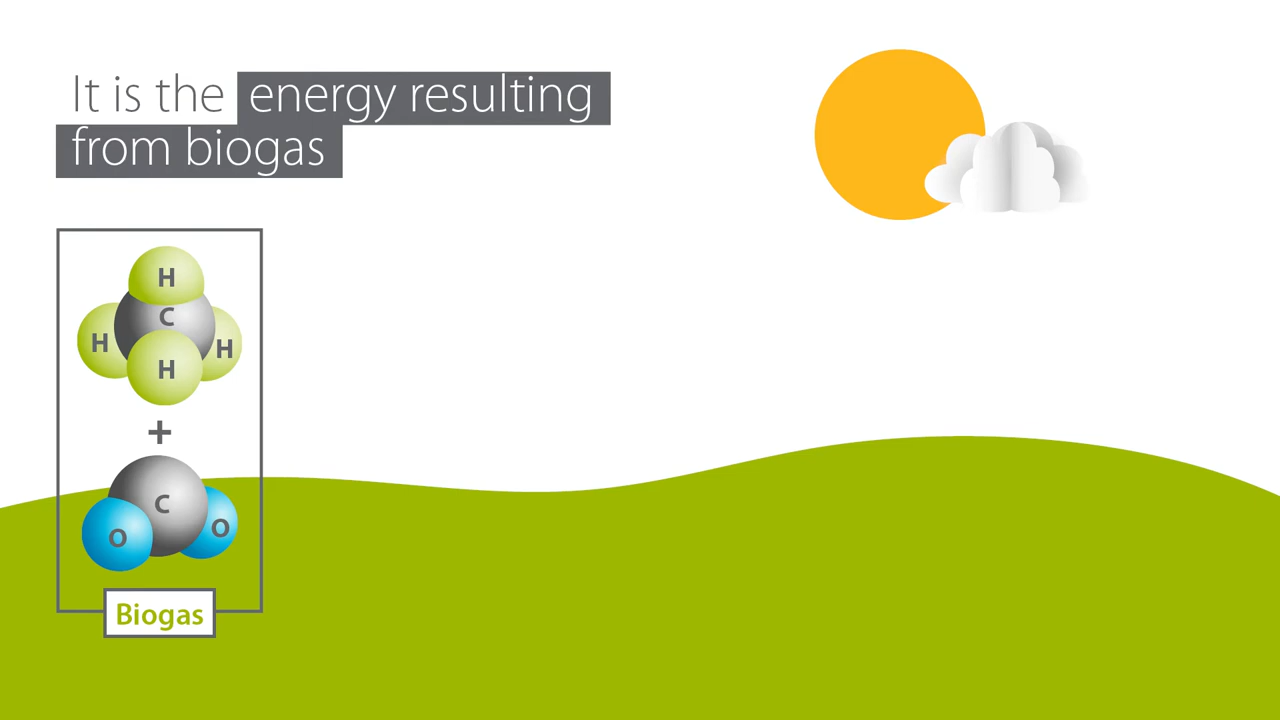 It is the energy resulting
from biogas
H
C
H H
H
+
C
O O
Biogas